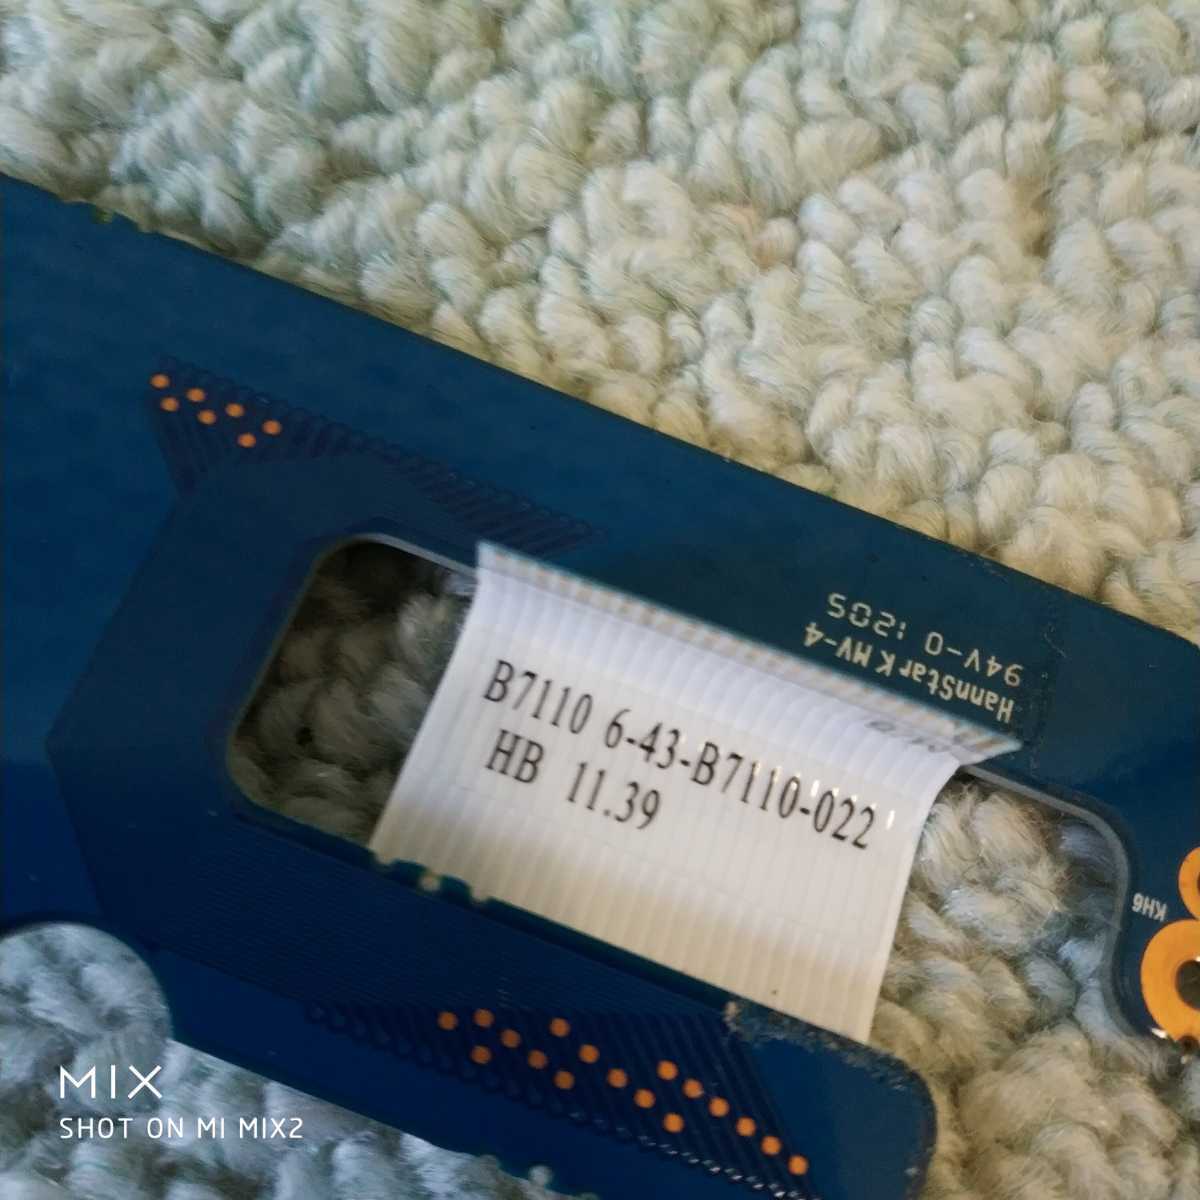 HannStar K MV-4
94V-0 1205
B7110 6-43-B7110-022
HB 11.39
KH6
MIX
SHOT ON MI MIX2